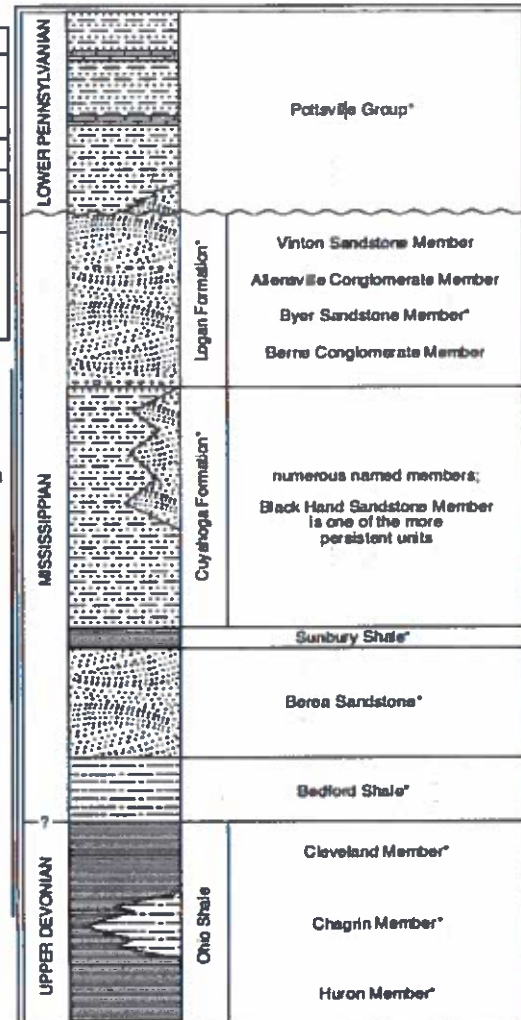 LOWER PENNSYLVANIAN
Pottsville Group*
MISSISSIPPIAN
Logan Formation*
Vinton Sandstone Member
Allensville Conglomerate Member
Byer Sandstone Member*
Berne Conglomerate Member
Cuyahoga Formation*
numerous named members;
Black Hand Sandstone Member
is one of the more
persistent units
Sunbury Shale*
Berea Sandstone*
Bedford Shale*
?
UPPER DEVONIAN
Ohio Shale
Cleveland Member*
Chagrin Member*
Huron Member*